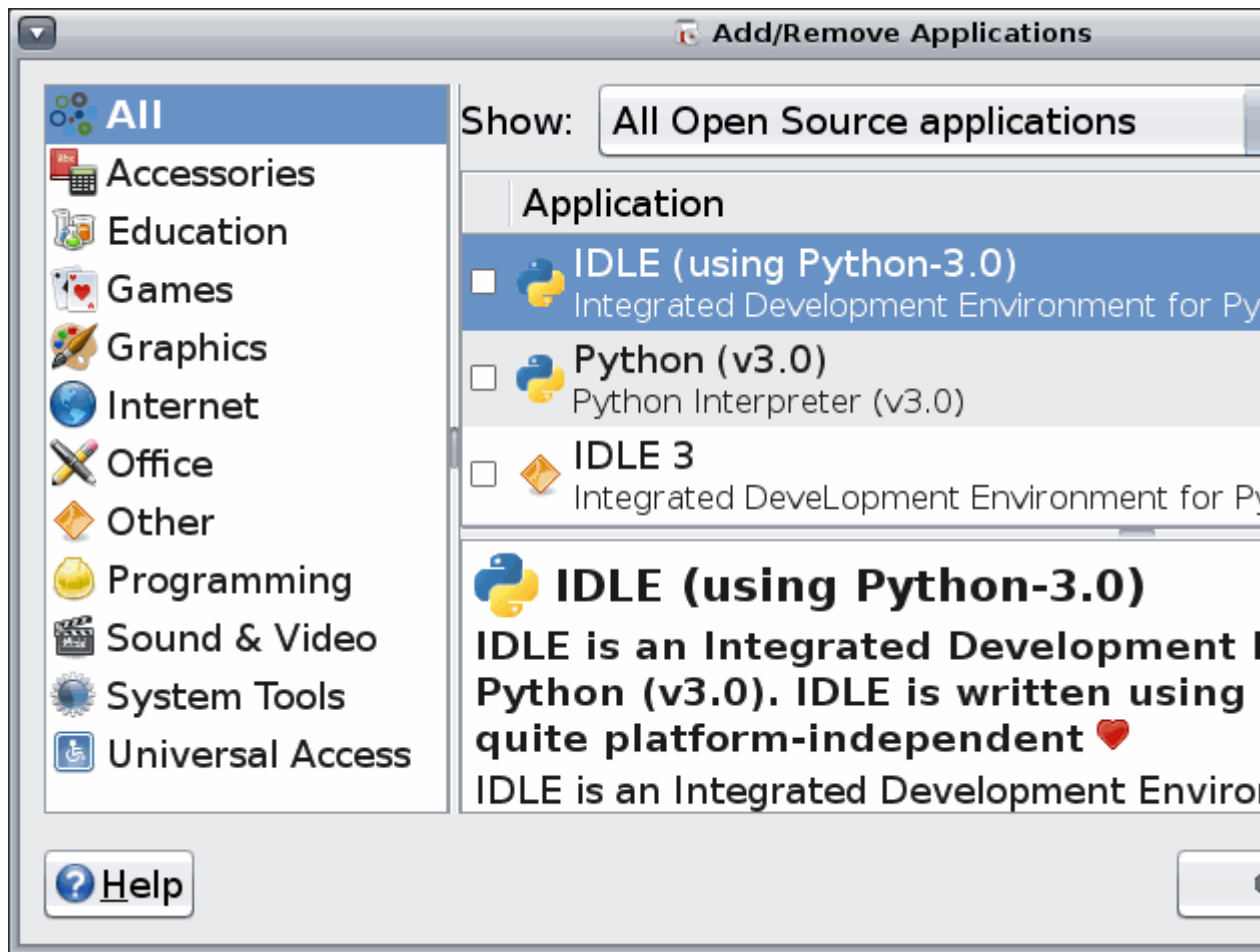 Add/Remove Applications
All
Accessories
Education
Games
Graphics
Internet
Office
Other
Programming
Sound & Video
System Tools
Universal Access
Show: All Open Source applications
Application
IDLE (using Python-3.0)
Integrated Development Environment for Py
Python (v3.0)
Python Interpreter (v3.0)
IDLE 3
Integrated DeveLopment Environment for Py
IDLE (using Python-3.0)
IDLE is an Integrated Development
Python (v3.0). IDLE is written using
quite platform-independent
IDLE is an Integrated Development Enviro
Help